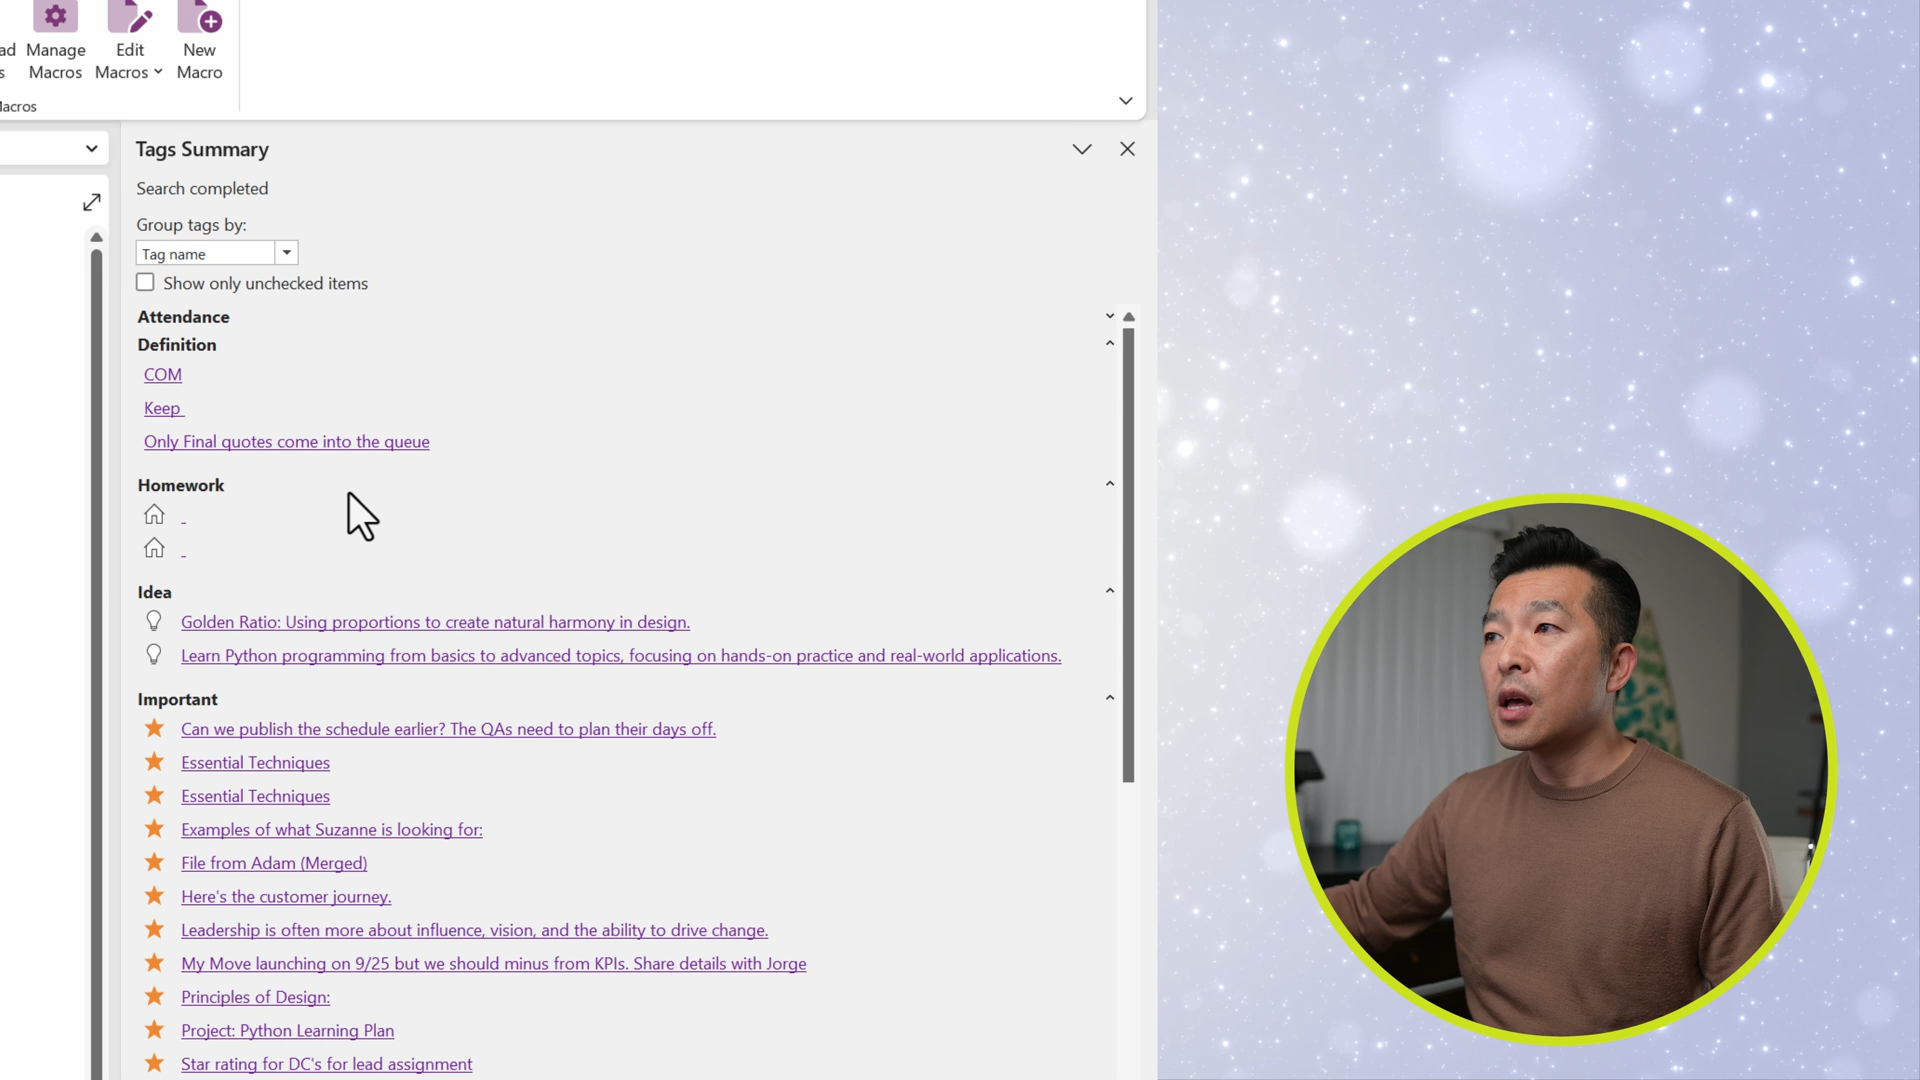 ad Manage Edit New
s Macros Macros Macro
Macros
Tags Summary
Search completed
Group tags by:
Tag name
Show only unchecked items
Attendance
Definition
COM
Keep
Only Final quotes come into the queue
Homework
Idea
Golden Ratio: Using proportions to create natural harmony in design.
Learn Python programming from basics to advanced topics, focusing on hands-on practice and real-world applications.
Important
Can we publish the schedule earlier? The QAs need to plan their days off.
Essential Techniques
Essential Techniques
Examples of what Suzanne is looking for:
File from Adam (Merged)
Here's the customer journey.
Leadership is often more about influence, vision, and the ability to drive change.
My Move launching on 9/25 but we should minus from KPIs. Share details with Jorge
Principles of Design:
Project: Python Learning Plan
Star rating for DC's for lead assignment